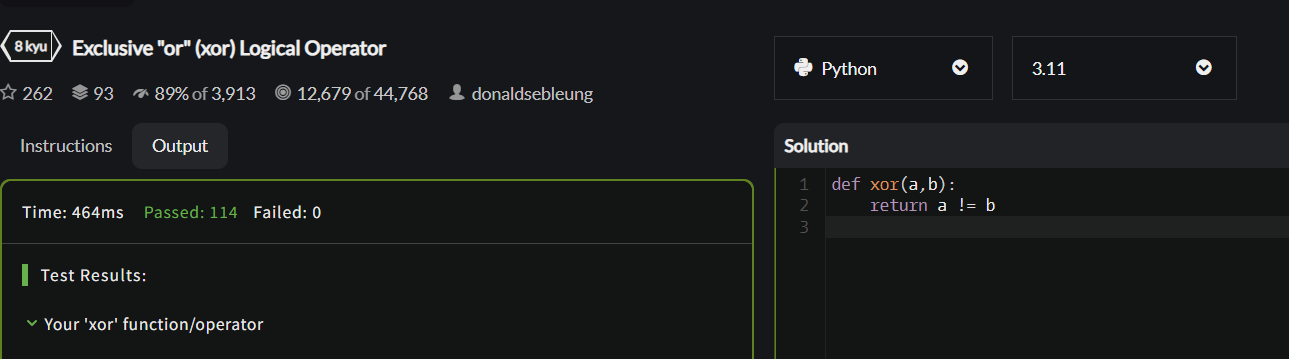 8 kyu Exclusive "or" (xor) Logical Operator
262 93 89% of 3,913 12,679 of 44,768 donaldsebleung
Python 3.11
Instructions Output
Time: 464ms Passed: 114 Failed: 0
Test Results:
Your 'xor' function/operator
Solution
1 def xor(a,b):
2     return a != b
3